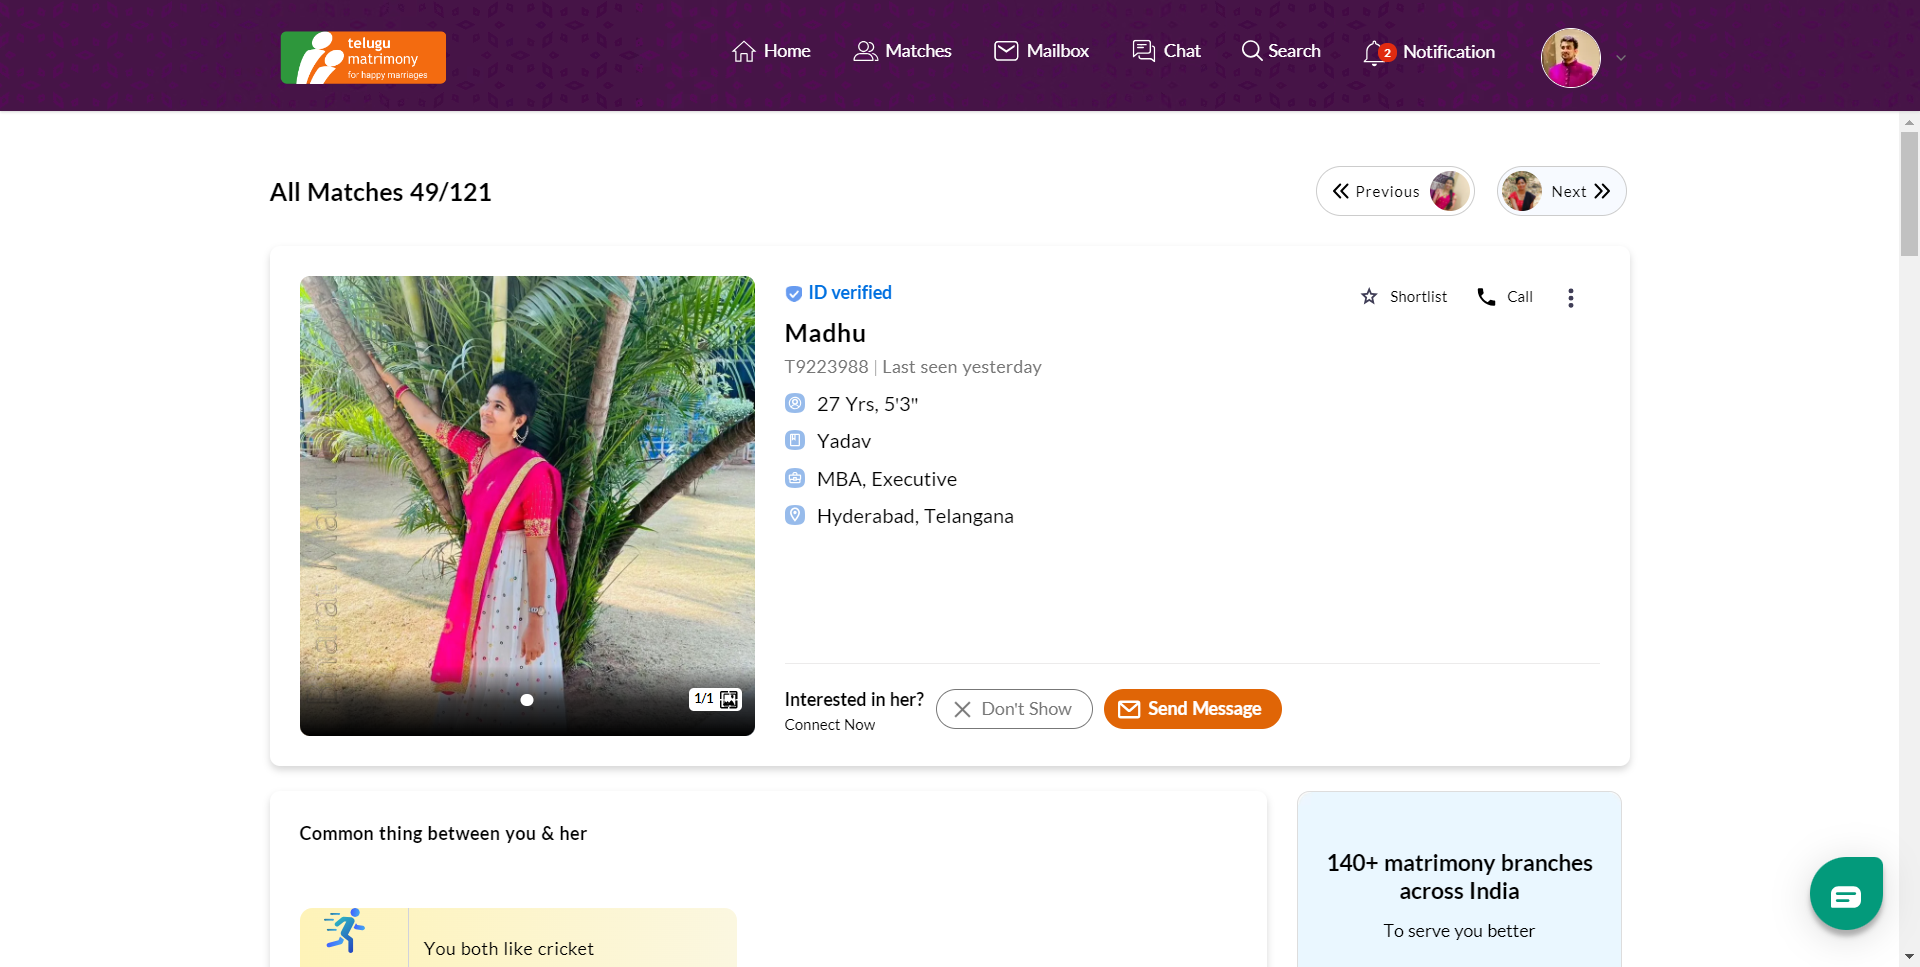 telugu
matrimony
for happy marriages
Home
Matches
Mailbox
Chat
Search
2
Notification
All Matches 49/121
Previous
Next
ID verified
Shortlist
Call
Madhu
T9223988 | Last seen yesterday
27 Yrs, 5'3"
Yadav
MBA, Executive
Hyderabad, Telangana
1/1
Interested in her?
Connect Now
Don't Show
Send Message
Common thing between you & her
You both like cricket
140+ matrimony branches
across India
To serve you better